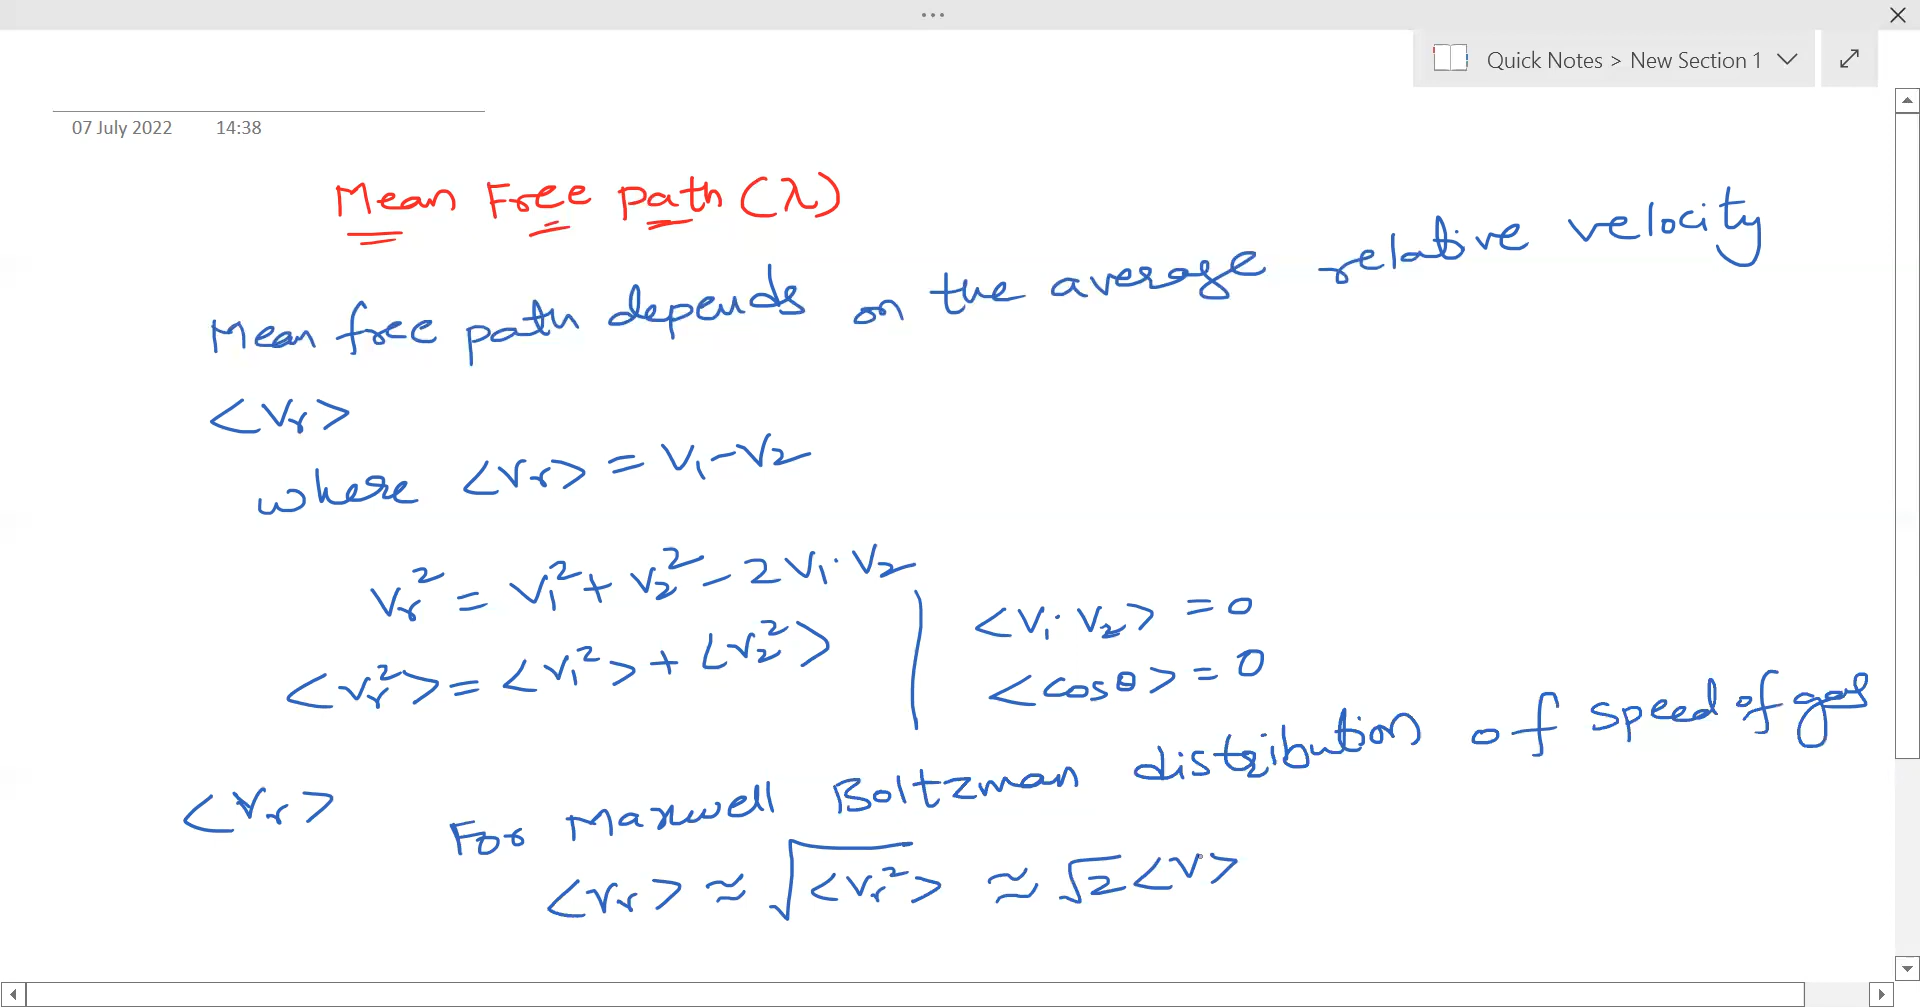 Quick Notes > New Section 1
07 July 2022 14:38
Mean Free path (λ)
Mean free path depends on the average relative velocity
<Vr>
where <Vr> = V₁-V₂
Vr² = V₁² + V₂² - 2V₁·V₂
<Vr²> = <V₁²> + <V₂²>
<V₁·V₂> = 0
<cosθ> = 0
<Vr> For Maxwell Boltzman distribution of speed of gas
<Vr> ≈ √<Vr²> ≈ √2<V>